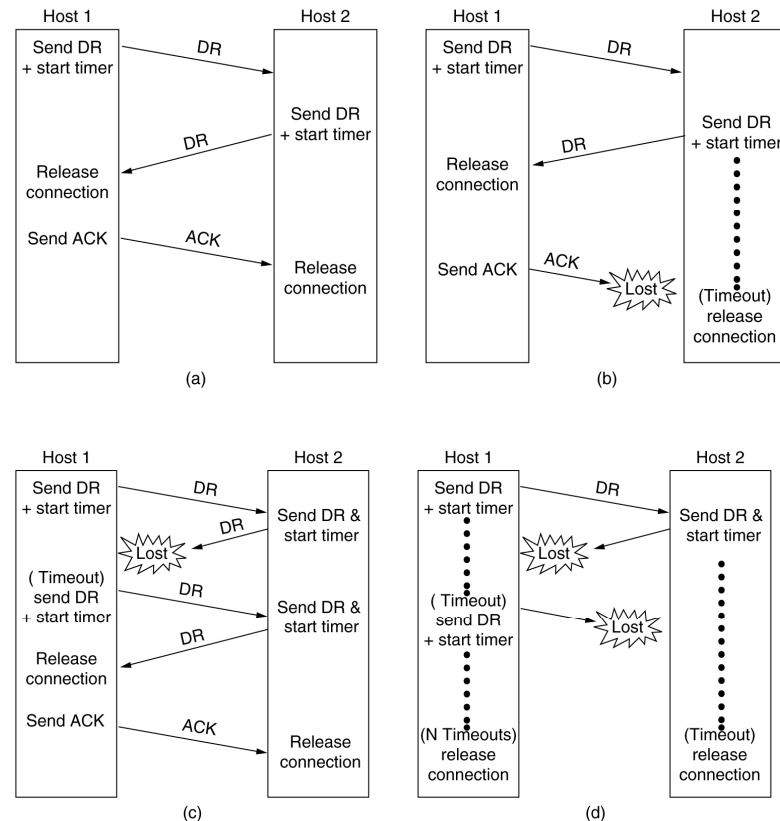 Host 1
Host 2
Send DR
+ start timer
DR
Send DR
+ start timer
DR
Release
connection
Send ACK
ACK
Release
connection
(a)
Host 1
Host 2
Send DR
+ start timer
DR
Send DR
+ start timer
DR
Release
connection
Send ACK
ACK
Lost
(Timeout)
release
connection
(b)
Host 1
Host 2
Send DR
+ start timer
DR
Send DR &
start timer
DR
Lost
( Timeout)
send DR
+ start timer
DR
Send DR &
start timer
DR
Release
connection
Send ACK
ACK
Release
connection
(c)
Host 1
Host 2
Send DR
+ start timer
DR
Send DR &
start timer
Lost
( Timeout)
send DR
+ start timer
Lost
(N Timeouts)
release
connection
(Timeout)
release
connection
(d)